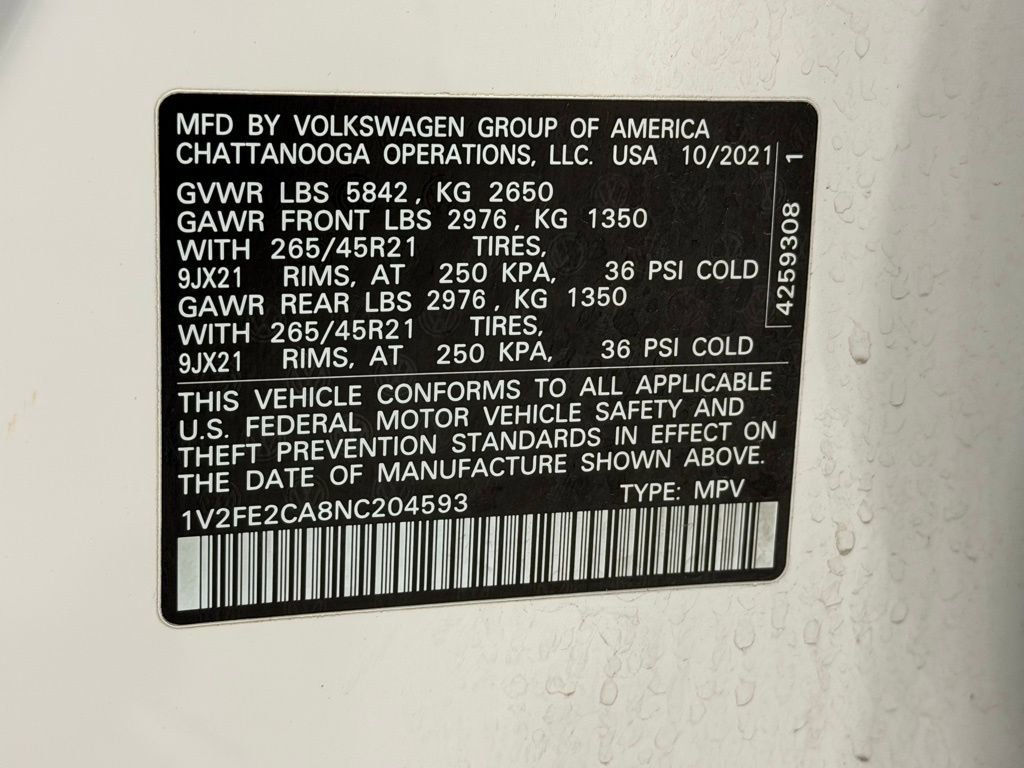 MFD BY VOLKSWAGEN GROUP OF AMERICA
CHATTANOOGA OPERATIONS, LLC. USA 10/2021
GVWR LBS 5842, KG 2650
GAWR FRONT LBS 2976, KG 1350
WITH 265/45R21 TIRES,
9JX21 RIMS, AT 250 KPA, 36 PSI COLD
GAWR REAR LBS 2976, KG 1350
WITH 265/45R21 TIRES,
9JX21 RIMS, AT 250 KPA, 36 PSI COLD
4259308 1
THIS VEHICLE CONFORMS TO ALL APPLICABLE
U.S. FEDERAL MOTOR VEHICLE SAFETY AND
THEFT PREVENTION STANDARDS IN EFFECT ON
THE DATE OF MANUFACTURE SHOWN ABOVE.
1V2FE2CA8NC204593 TYPE: MPV